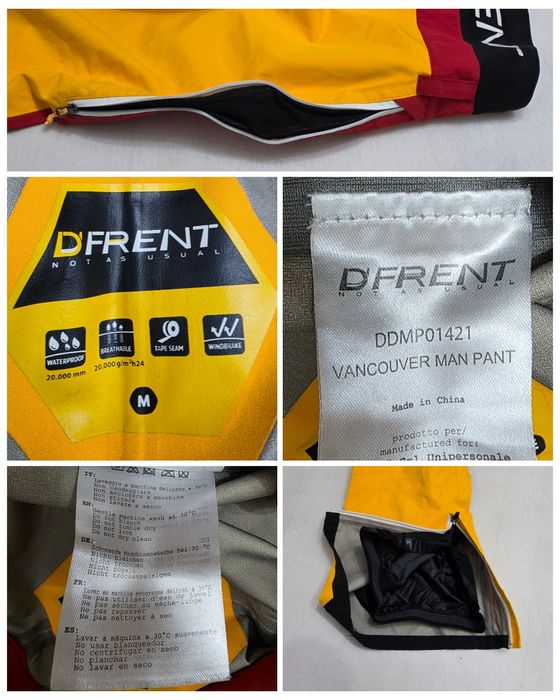 EN
D'FRENT
NOT AS USUAL
WATERPROOF
BREATHABLE
TAPE SEAM
WINDBRAKE
20.000 mm
20.000 g/m²h24
M
D'FRENT
NOT AS USUAL
DDMP01421
VANCOUVER MAN PANT
Made in China
prodotto per/
manufactured for:
Srl Unipersonale
IT:
Lavaggio a macchina delicato a 30°C
Non candeggiare
Non asciugare a macchina
Non stirare
Non lavare a secco
EN:
Gentle machine wash at 30°C
Do not bleach
Do not tumble dry
Do not iron
Do not dry clean
DE:
Schonende Maschinenwäsche bei 30°C
Nicht bleichen
Nicht trocknen
Nicht bügeln
Nicht trockenreinigen
FR:
Laver en machine programme délicat à 30°C
Ne pas utiliser d'eau de javel
Ne pas sécher au sèche-linge
Ne pas repasser
Ne pas nettoyer à sec
ES:
Lavar a máquina a 30°C suavemente
No usar blanqueador
No centrifugar en seco
No planchar
No lavar en seco